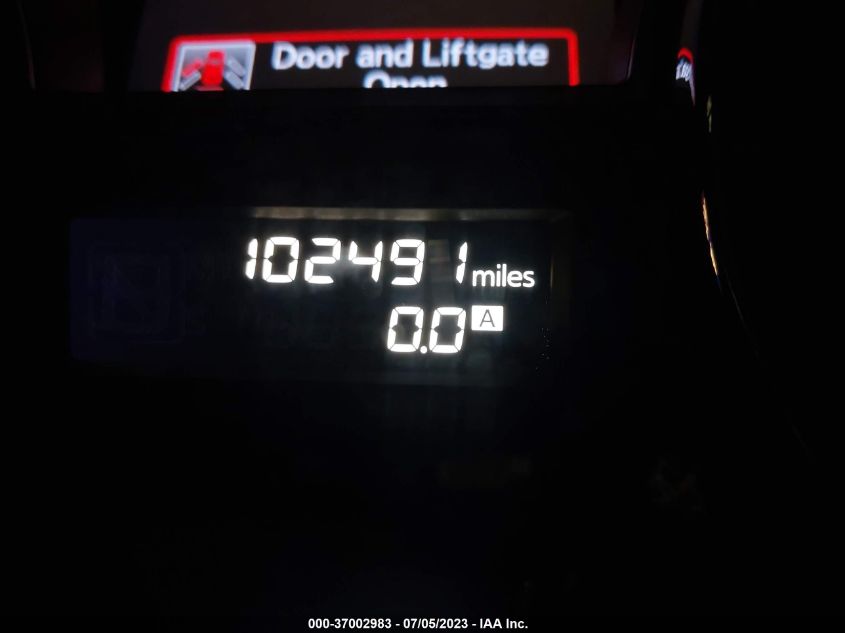 Door and Liftgate
Open
102491 miles
0.0 A
000-37002983 - 07/05/2023 - IAA Inc.